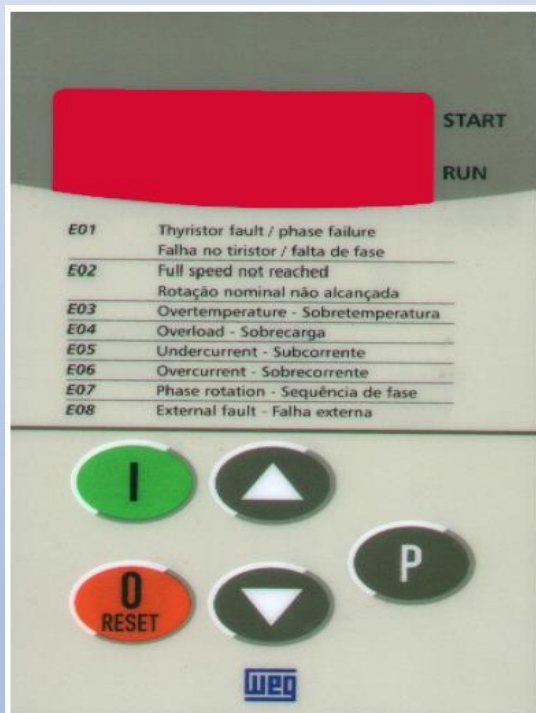 START
RUN
E01 Thyristor fault / phase failure
Falha no tiristor / falta de fase
E02 Full speed not reached
Rotação nominal não alcançada
E03 Overtemperature - Sobretemperatura
E04 Overload - Sobrecarga
E05 Undercurrent - Subcorrente
E06 Overcurrent - Sobrecorrente
E07 Phase rotation - Sequência de fase
E08 External fault - Falha externa
I
P
0
RESET
WEG